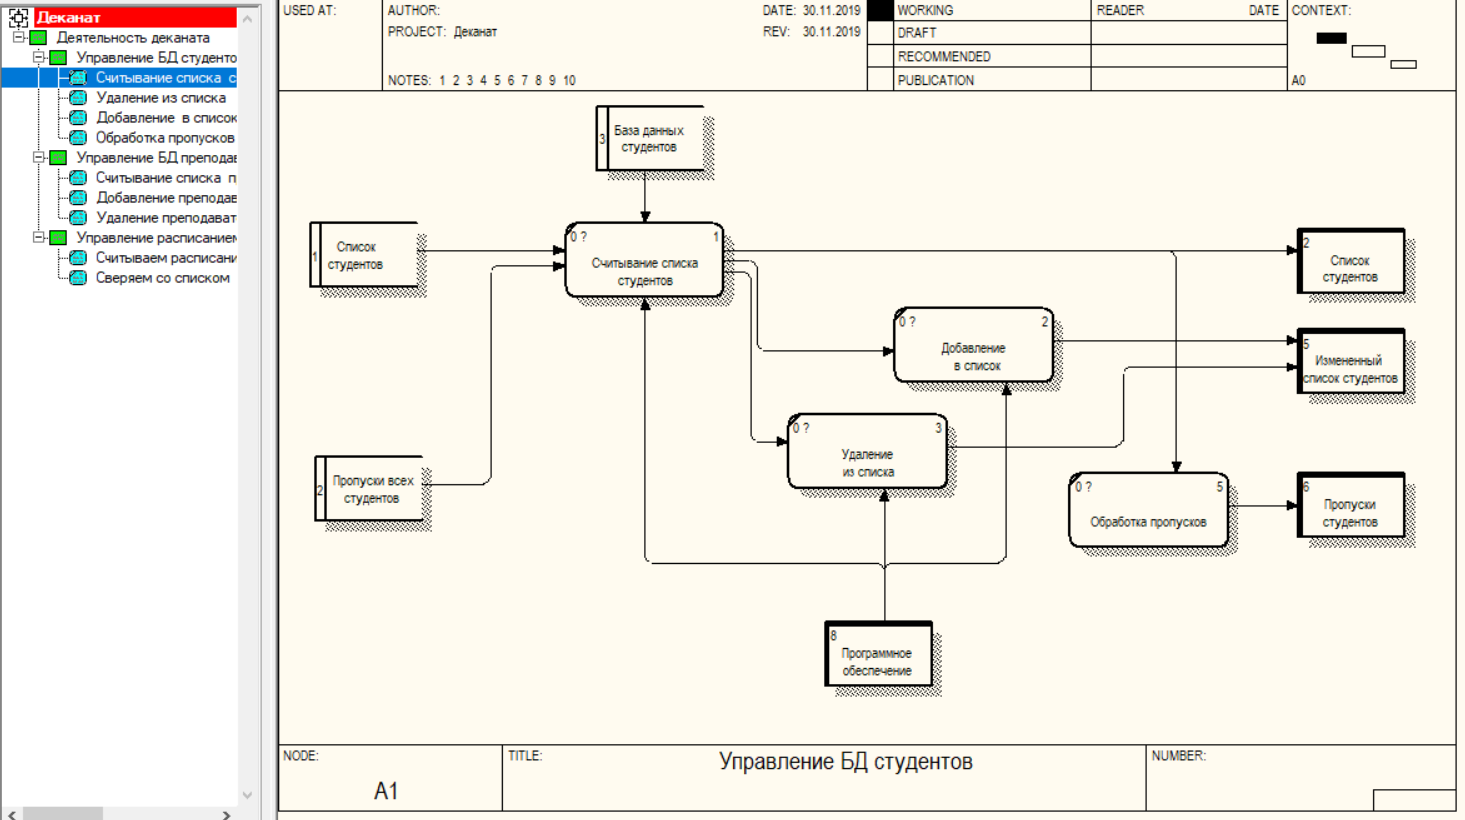 Деканат
Деятельность деканата
Управление БД студенто
Считывание списка с
Удаление из списка
Добавление в список
Обработка пропусков
Управление БД препода
Считывание списка п
Добавление преподав
Удаление преподават
Управление расписание
Считываем расписани
Сверяем со списком
USED AT:
AUTHOR:
DATE: 30.11.2019
PROJECT: Деканат
REV: 30.11.2019
NOTES: 1 2 3 4 5 6 7 8 9 10
WORKING
DRAFT
RECOMMENDED
PUBLICATION
READER
DATE
CONTEXT:
A0
3
База данных
студентов
1
Список
студентов
0 ?
1
Считывание списка
студентов
2
Список
студентов
0 ?
2
Добавление
в список
5
Измененный
список студентов
0 ?
3
Удаление
из списка
2
Пропуски всех
студентов
0 ?
5
Обработка пропусков
6
Пропуски
студентов
8
Программное
обеспечение
NODE:
A1
TITLE:
Управление БД студентов
NUMBER: